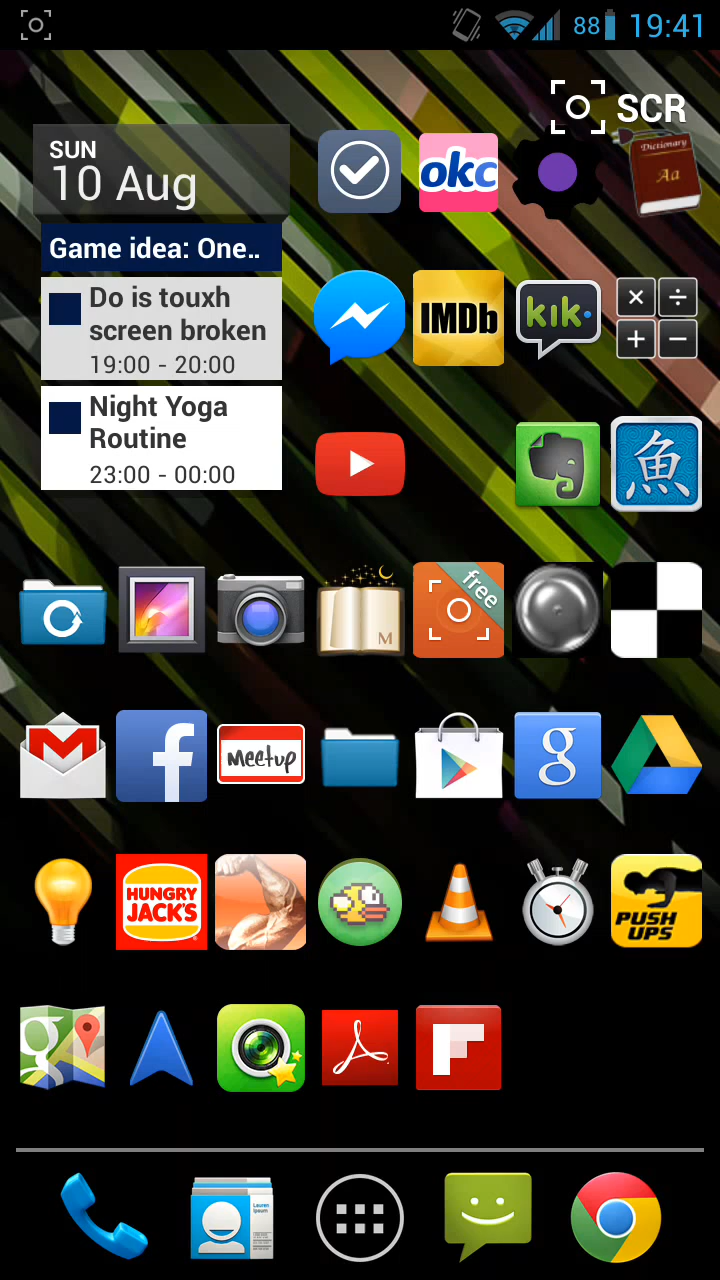 88 19:41
SCR
SUN
10 Aug
Game idea: One..
Do is touxh
screen broken
19:00 - 20:00
Night Yoga
Routine
23:00 - 00:00
okc
Dictionary
Aa
IMDb
kik
× ÷
+ −
魚
M
free
f
Meetup
g
HUNGRY
JACK'S
PUSH
UPS
g
Lorem
Ipsum